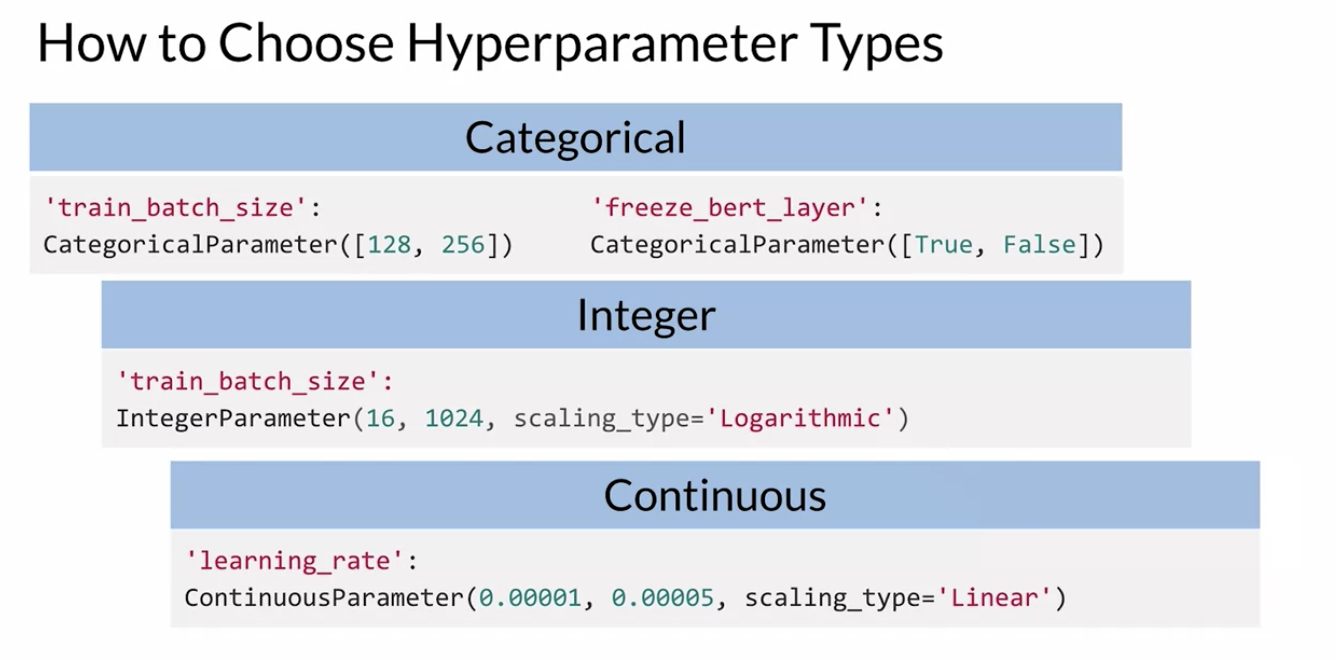 How to Choose Hyperparameter Types
Categorical
'train_batch_size':
CategoricalParameter([128, 256])
'freeze_bert_layer':
CategoricalParameter([True, False])
Integer
'train_batch_size':
IntegerParameter(16, 1024, scaling_type='Logarithmic')
Continuous
'learning_rate':
ContinuousParameter(0.00001, 0.00005, scaling_type='Linear')